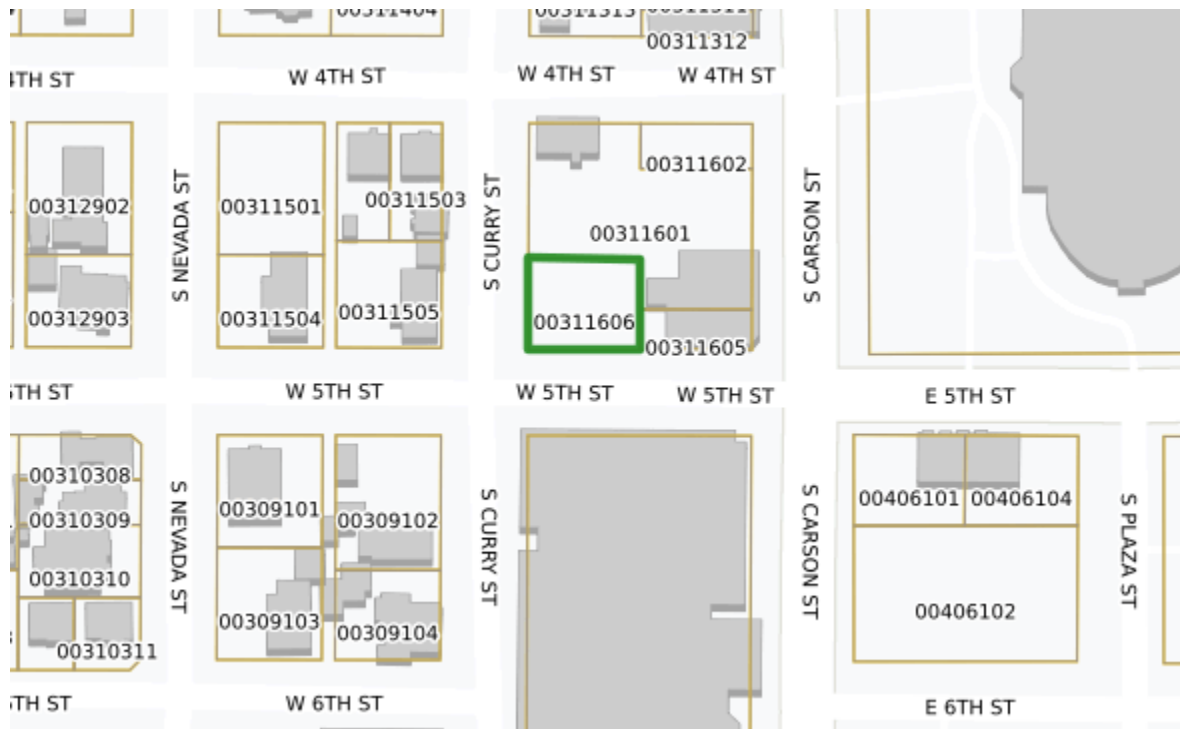 00311404
00311313
00311312
4TH ST
W 4TH ST
W 4TH ST
W 4TH ST
00311602
S NEVADA ST
S CURRY ST
S CARSON ST
00312902
00311501
00311503
00311601
00312903
00311504
00311505
00311606
00311605
5TH ST
W 5TH ST
W 5TH ST
W 5TH ST
E 5TH ST
00310308
S NEVADA ST
S CURRY ST
S CARSON ST
S PLAZA ST
00309101
00406101
00406104
00310309
00309102
00310310
00406102
00309103
00309104
00310311
6TH ST
W 6TH ST
E 6TH ST